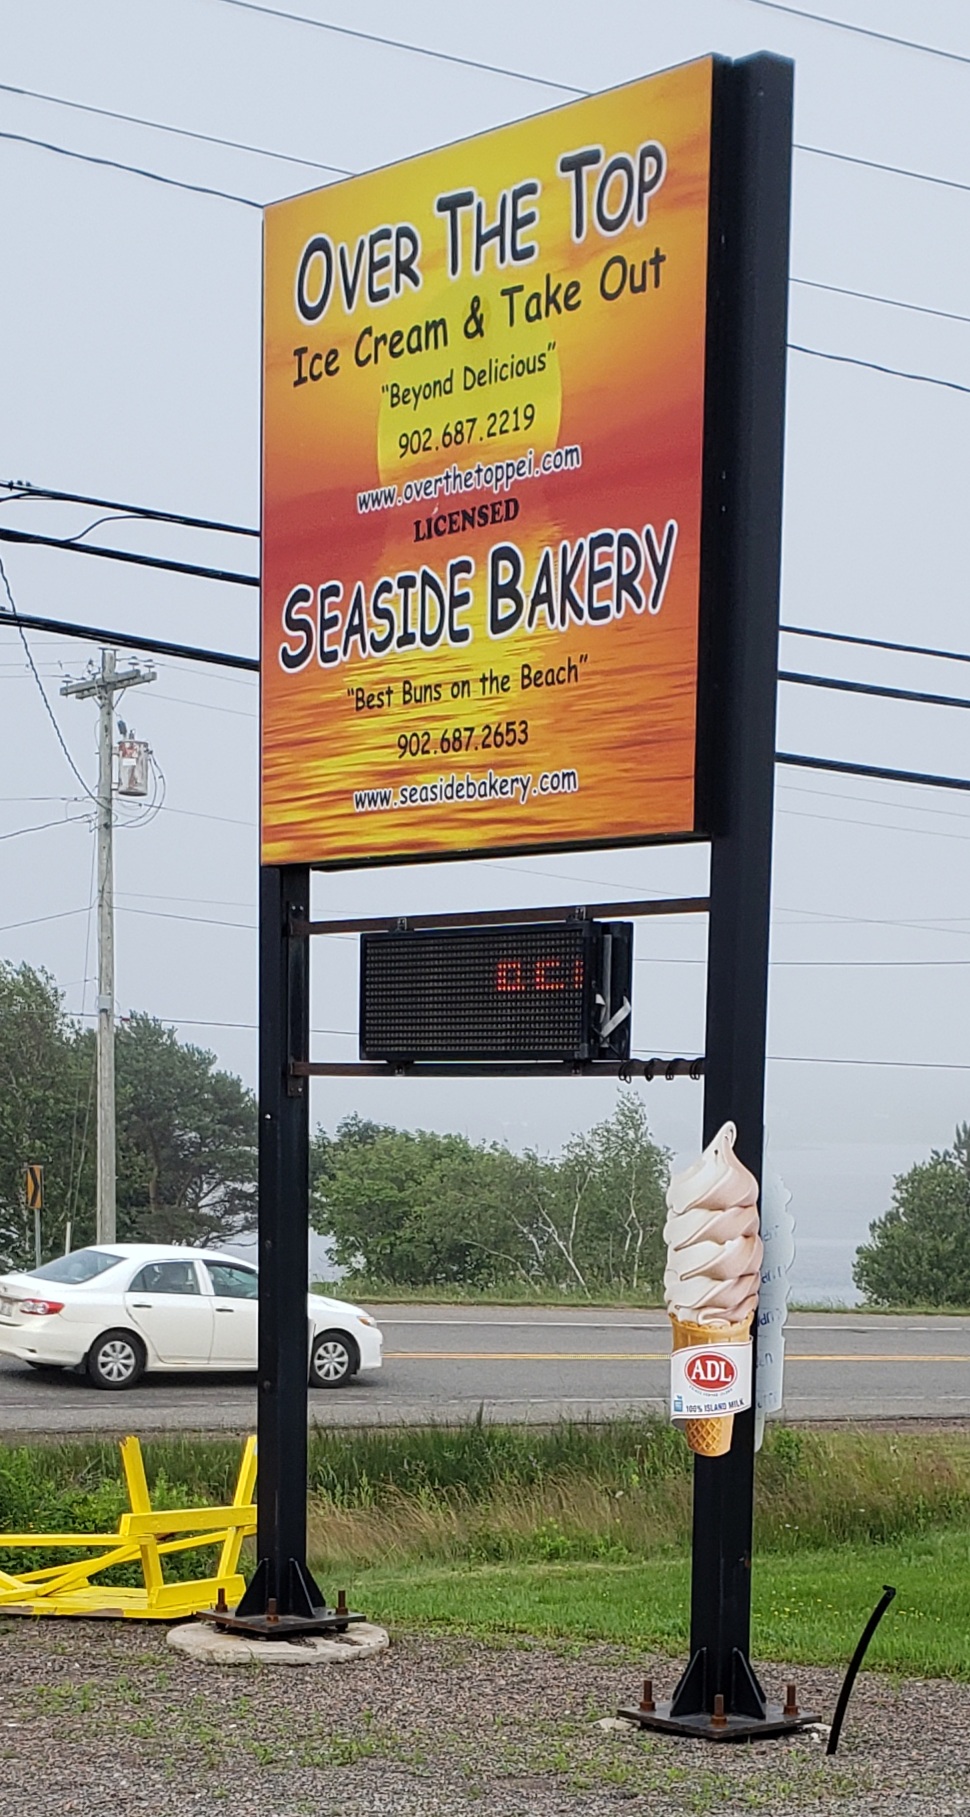 OVER THE TOP
Ice Cream & Take Out
"Beyond Delicious"
902.687.2219
www.overthetoppei.com
LICENSED
SEASIDE BAKERY
"Best Buns on the Beach"
902.687.2653
www.seasidebakery.com
ADL
100% ISLAND MILK